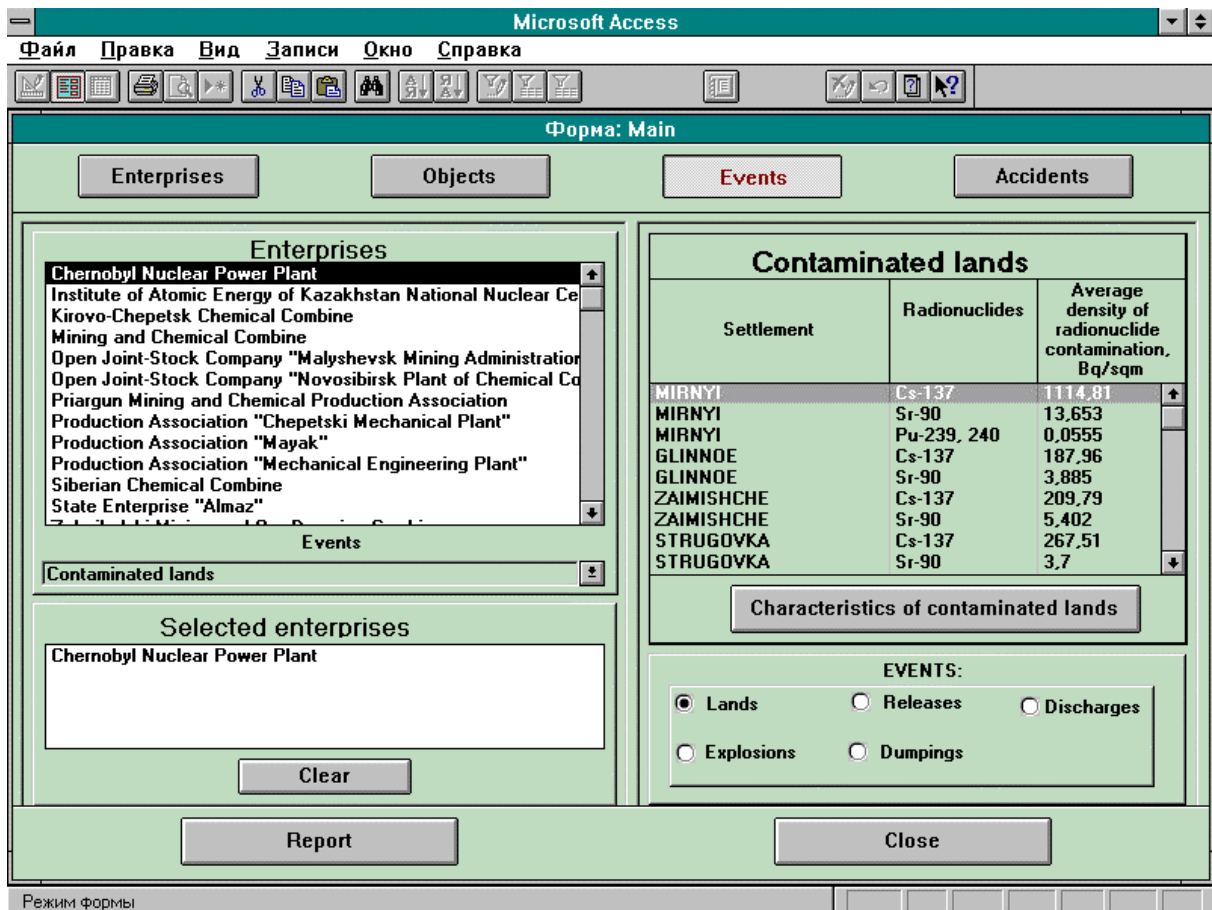 Microsoft Access
Файл Правка Вид Записи Окно Справка
Форма: Main
Enterprises Objects Events Accidents
Enterprises
Chernobyl Nuclear Power Plant
Institute of Atomic Energy of Kazakhstan National Nuclear Ce
Kirovo-Chepetsk Chemical Combine
Mining and Chemical Combine
Open Joint-Stock Company "Malyshevsk Mining Administration
Open Joint-Stock Company "Novosibirsk Plant of Chemical Co
Priargun Mining and Chemical Production Association
Production Association "Chepetski Mechanical Plant"
Production Association "Mayak"
Production Association "Mechanical Engineering Plant"
Siberian Chemical Combine
State Enterprise "Almaz"
Events
Contaminated lands
Selected enterprises
Chernobyl Nuclear Power Plant
Clear
Contaminated lands
Settlement
Radionuclides
Average
density of
radionuclide
contamination,
Bq/sqm
MIRNYI Cs-137 1114,81
MIRNYI Sr-90 13,653
MIRNYI Pu-239, 240 0,0555
GLINNOE Cs-137 187,96
GLINNOE Sr-90 3,885
ZAIMISHCHE Cs-137 209,79
ZAIMISHCHE Sr-90 5,402
STRUGOVKA Cs-137 267,51
STRUGOVKA Sr-90 3,7
Characteristics of contaminated lands
EVENTS:
Lands Releases Discharges
Explosions Dumpings
Report Close
Режим формы